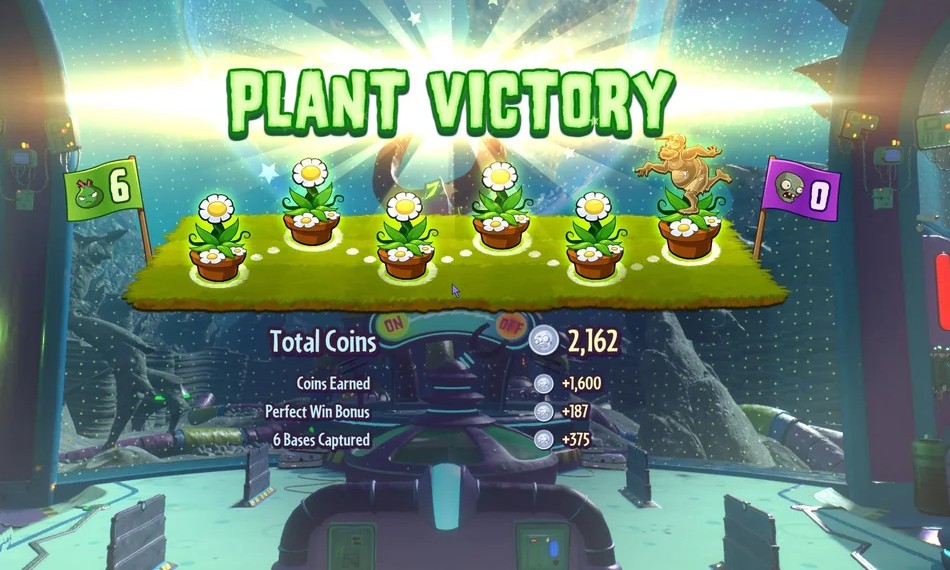 PLANT VICTORY
6
0
ON OFF
Total Coins 2,162
Coins Earned +1,600
Perfect Win Bonus +187
6 Bases Captured +375